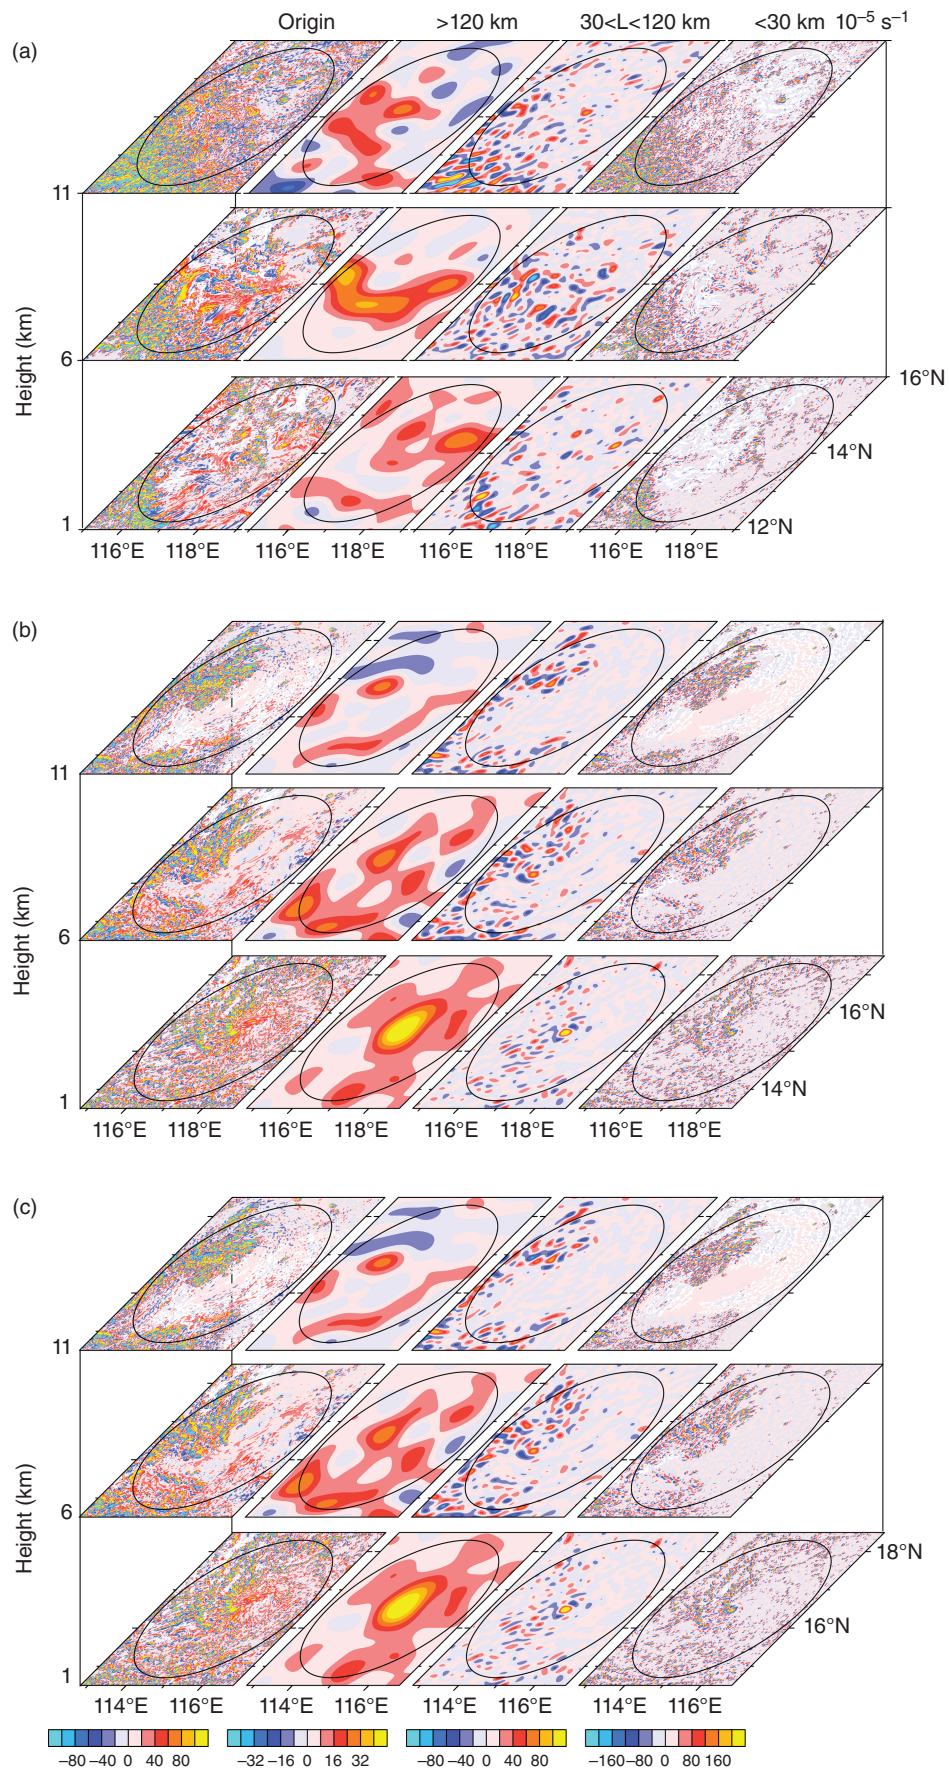 Origin >120 km 30<L<120 km <30 km 10⁻⁵ s⁻¹
(a)
11
6
Height (km)
1
16°N
14°N
12°N
116°E 118°E 116°E 118°E 116°E 118°E 116°E 118°E
(b)
11
6
Height (km)
1
16°N
14°N
116°E 118°E 116°E 118°E 116°E 118°E 116°E 118°E
(c)
11
6
Height (km)
1
18°N
16°N
114°E 116°E 114°E 116°E 114°E 116°E 114°E 116°E
−80 −40 0 40 80 −32 −16 0 16 32 −80 −40 0 40 80 −160 −80 0 80 160